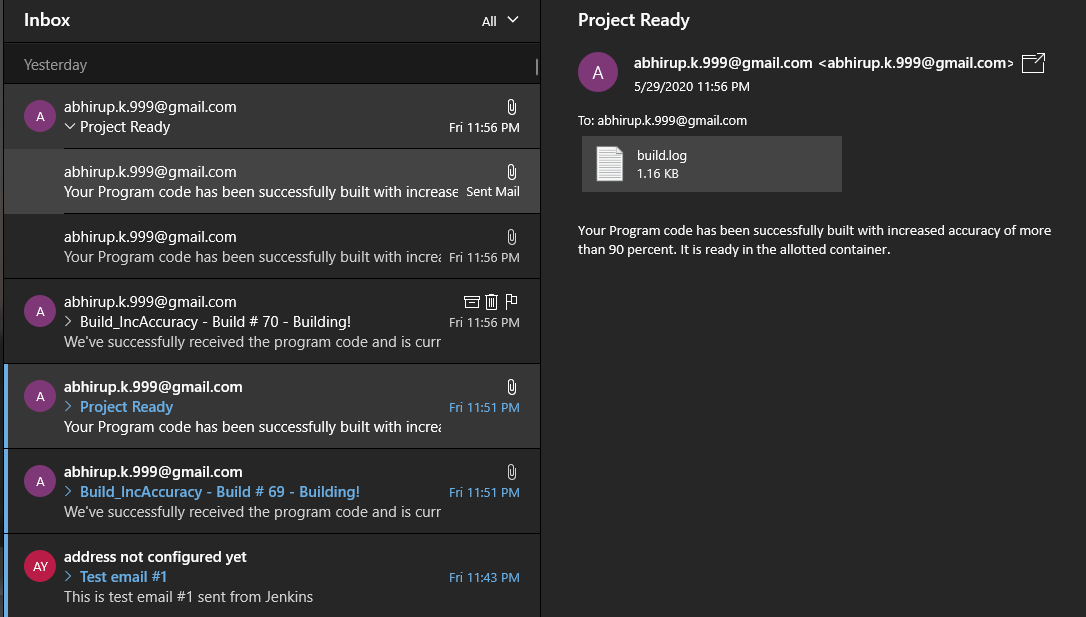 Inbox
All
Yesterday
A
abhirup.k.999@gmail.com
Project Ready
Fri 11:56 PM
abhirup.k.999@gmail.com
Your Program code has been successfully built with increase
Sent Mail
abhirup.k.999@gmail.com
Your Program code has been successfully built with increa
Fri 11:56 PM
A
abhirup.k.999@gmail.com
Build_IncAccuracy - Build # 70 - Building!
Fri 11:56 PM
We've successfully received the program code and is curr
A
abhirup.k.999@gmail.com
Project Ready
Fri 11:51 PM
Your Program code has been successfully built with increa
A
abhirup.k.999@gmail.com
Build_IncAccuracy - Build # 69 - Building!
Fri 11:51 PM
We've successfully received the program code and is curr
AY
address not configured yet
Test email #1
Fri 11:43 PM
This is test email #1 sent from Jenkins
Project Ready
A
abhirup.k.999@gmail.com <abhirup.k.999@gmail.com>
5/29/2020 11:56 PM
To: abhirup.k.999@gmail.com
build.log
1.16 KB
Your Program code has been successfully built with increased accuracy of more
than 90 percent. It is ready in the allotted container.